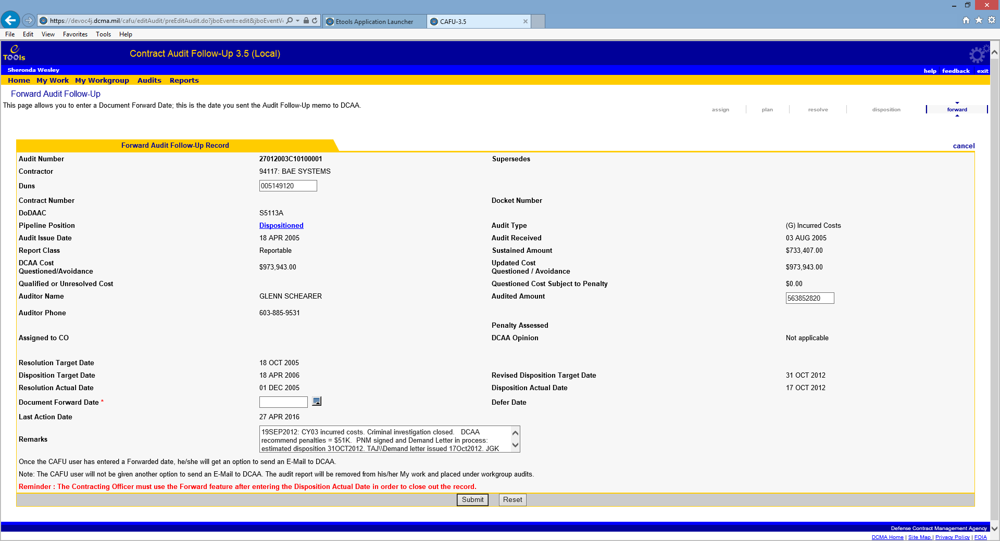 https://devoc4j.dcma.mil/cafu/editAudit/preEditAudit.do?jboEvent=edit&jboEventV
Etools Application Launcher
CAFU-3.5
File Edit View Favorites Tools Help
e
TOOls
Contract Audit Follow-Up 3.5 (Local)
Sheronda Wesley
help feedback exit
Home My Work My Workgroup Audits Reports
Forward Audit Follow-Up
This page allows you to enter a Document Forward Date; this is the date you sent the Audit Follow-Up memo to DCAA.
assign plan resolve disposition forward
Forward Audit Follow-Up Record
cancel
Audit Number 27012003C10100001 Supersedes
Contractor 94117: BAE SYSTEMS
Duns 005149120
Contract Number Docket Number
DoDAAC S5113A
Pipeline Position Dispositioned Audit Type (G) Incurred Costs
Audit Issue Date 18 APR 2005 Audit Received 03 AUG 2005
Report Class Reportable Sustained Amount $733,407.00
DCAA Cost
Questioned/Avoidance $973,943.00 Updated Cost
Questioned / Avoidance $973,943.00
Qualified or Unresolved Cost Questioned Cost Subject to Penalty $0.00
Auditor Name GLENN SCHEARER Audited Amount 563852820
Auditor Phone 603-885-9531
Penalty Assessed
Assigned to CO DCAA Opinion Not applicable
Resolution Target Date 18 OCT 2005
Disposition Target Date 18 APR 2006 Revised Disposition Target Date 31 OCT 2012
Resolution Actual Date 01 DEC 2005 Disposition Actual Date 17 OCT 2012
Document Forward Date * Defer Date
Last Action Date 27 APR 2016
Remarks
19SEP2012: CY03 incurred costs. Criminal investigation closed. DCAA
recommend penalties = $51K. PNM signed and Demand Letter in process:
estimated disposition 31OCT2012. TAJ\\Demand letter issued 17Oct2012. JGK
Once the CAFU user has entered a Forwarded date, he/she will get an option to send an E-Mail to DCAA.
Note: The CAFU user will not be given another option to send an E-Mail to DCAA. The audit report will be removed from his/her My work and placed under workgroup audits.
Reminder : The Contracting Officer must use the Forward feature after entering the Disposition Actual Date in order to close out the record.
Submit Reset
Defense Contract Management Agency
DCMA Home | Site Map | Privacy Policy | FOIA